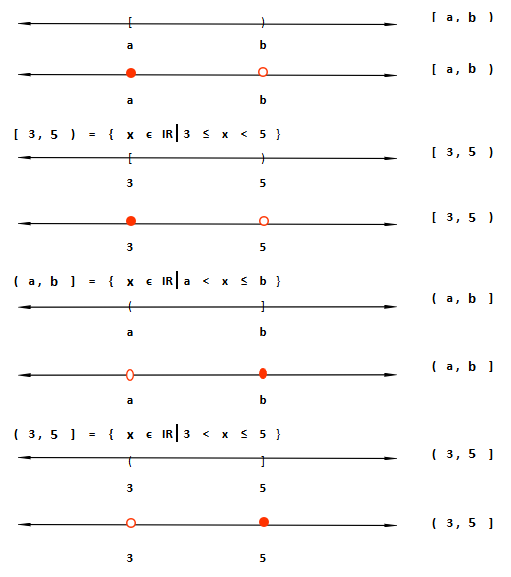 [ ) [ a, b )
a b
[ a, b )
a b
[ 3, 5 ) = { x ϵ IR | 3 ≤ x < 5 }
[ ) [ 3, 5 )
3 5
[ 3, 5 )
3 5
( a, b ] = { x ϵ IR | a < x ≤ b }
( ] ( a, b ]
a b
( a, b ]
a b
( 3, 5 ] = { x ϵ IR | 3 < x ≤ 5 }
( ] ( 3, 5 ]
3 5
( 3, 5 ]
3 5